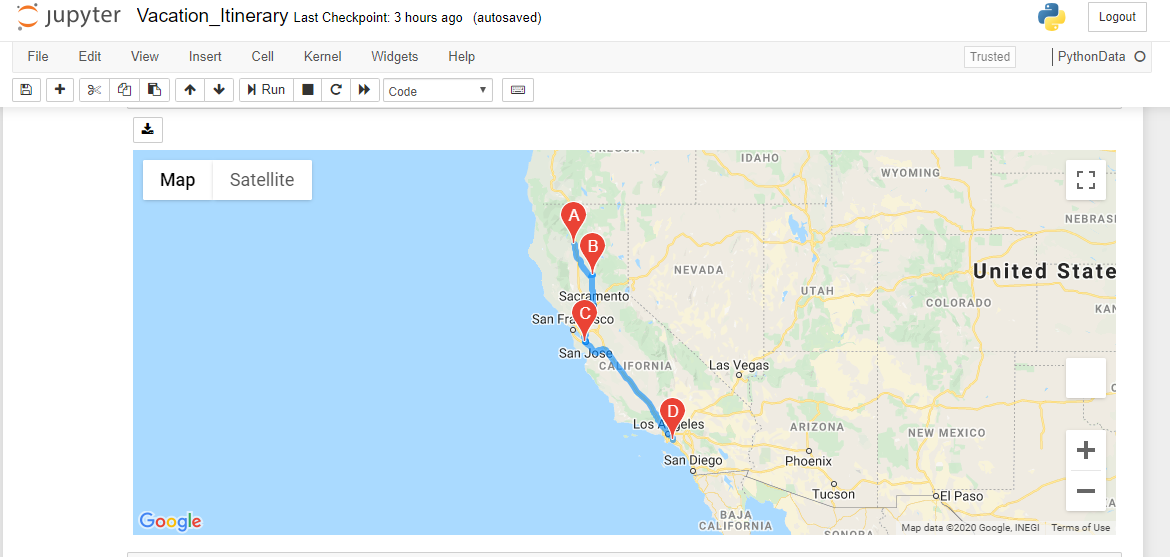 jupyter Vacation_Itinerary Last Checkpoint: 3 hours ago (autosaved) Logout
File Edit View Insert Cell Kernel Widgets Help Trusted PythonData
Run Code
Map Satellite
IDAHO
WYOMING
A
NEBRAS
B
NEVADA
United State
UTAH
COLORADO
Sacramento
KAN
C
San Fra sco
San Jose
CALIFORNIA
Las Vegas
D
Los A geles
ARIZONA
NEW MEXICO
San Diego
Phoenix
Tucson
El Paso
BAJA
CALIFORNIA
Google
Map data ©2020 Google, INEGI Terms of Use